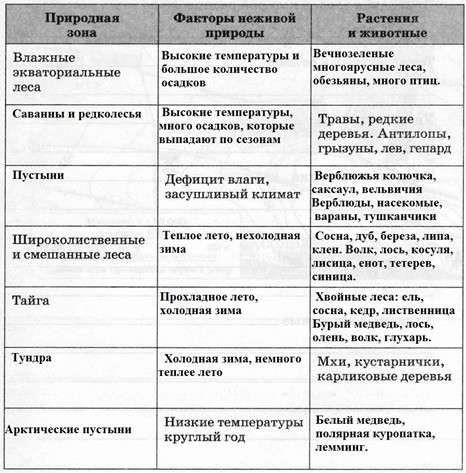 Природная
зона
Факторы неживой
природы
Растения
и животные
Влажные
экваториальные
леса
Высокие температуры и
большое количество
осадков
Вечнозеленые
многоярусные леса,
обезьяны, много птиц.
Саванны и редколесья
Высокие температуры,
много осадков, которые
выпадают по сезонам
Травы, редкие
деревья. Антилопы,
грызуны, лев, гепард
Пустыни
Дефицит влаги,
засушливый климат
Верблюжья колючка,
саксаул, вельвичия
Верблюды, насекомые,
вараны, тушканчики
Широколиственные
и смешанные леса
Теплое лето, нехолодная
зима
Сосна, дуб, береза, липа,
клен. Волк, лось, косуля,
лисица, енот, тетерев,
синица.
Тайга
Прохладное лето,
холодная зима
Хвойные леса: ель,
сосна, кедр, лиственница
Бурый медведь, лось,
олень, волк, глухарь.
Тундра
Холодная зима, немного
теплее лето
Мхи, кустарнички,
карликовые деревья
Арктические пустыни
Низкие температуры
круглый год
Белый медведь,
полярная куропатка,
лемминг.